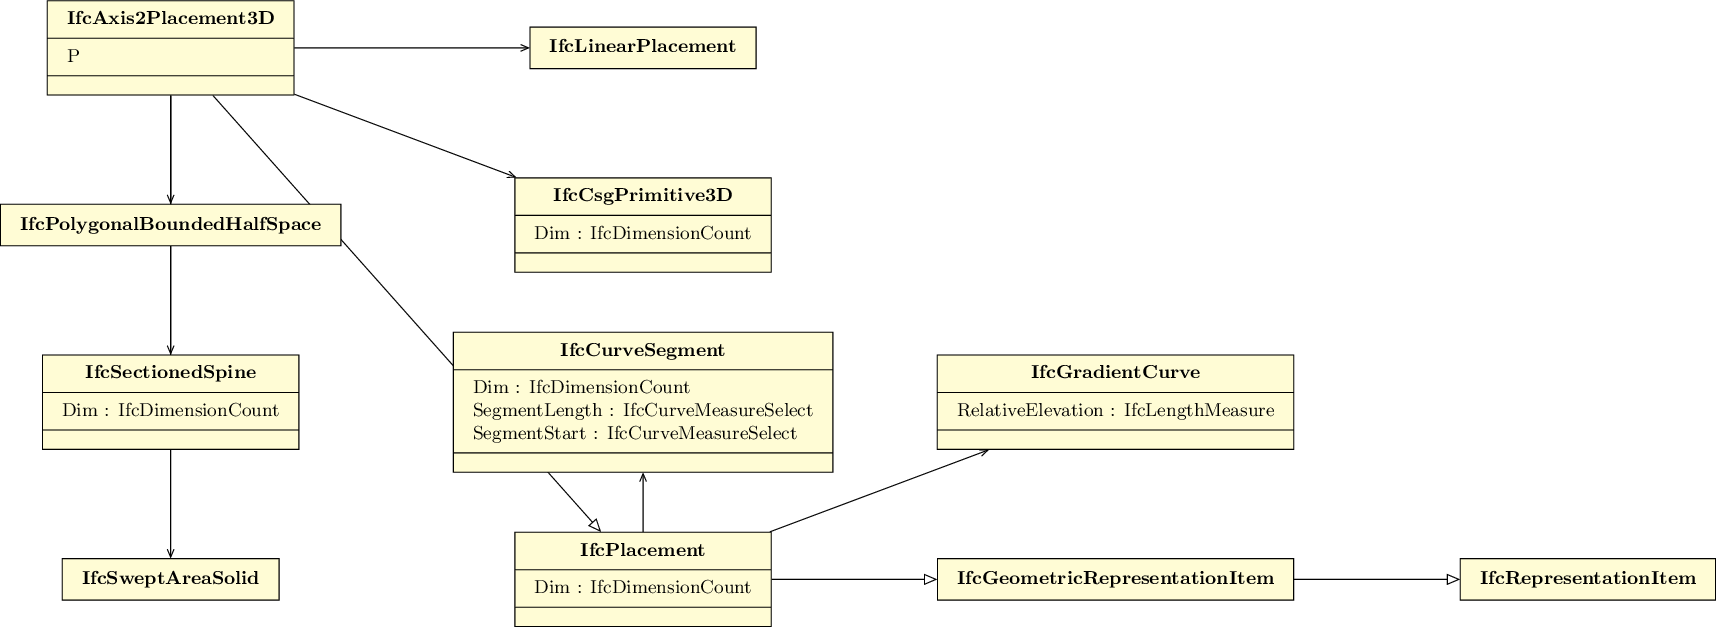 IfcAxis2Placement3D
P
IfcLinearPlacement
IfcCsgPrimitive3D
Dim : IfcDimensionCount
IfcPolygonalBoundedHalfSpace
IfcCurveSegment
Dim : IfcDimensionCount
SegmentLength : IfcCurveMeasureSelect
SegmentStart : IfcCurveMeasureSelect
IfcSectionedSpine
Dim : IfcDimensionCount
IfcGradientCurve
RelativeElevation : IfcLengthMeasure
IfcSweptAreaSolid
IfcPlacement
Dim : IfcDimensionCount
IfcGeometricRepresentationItem
IfcRepresentationItem